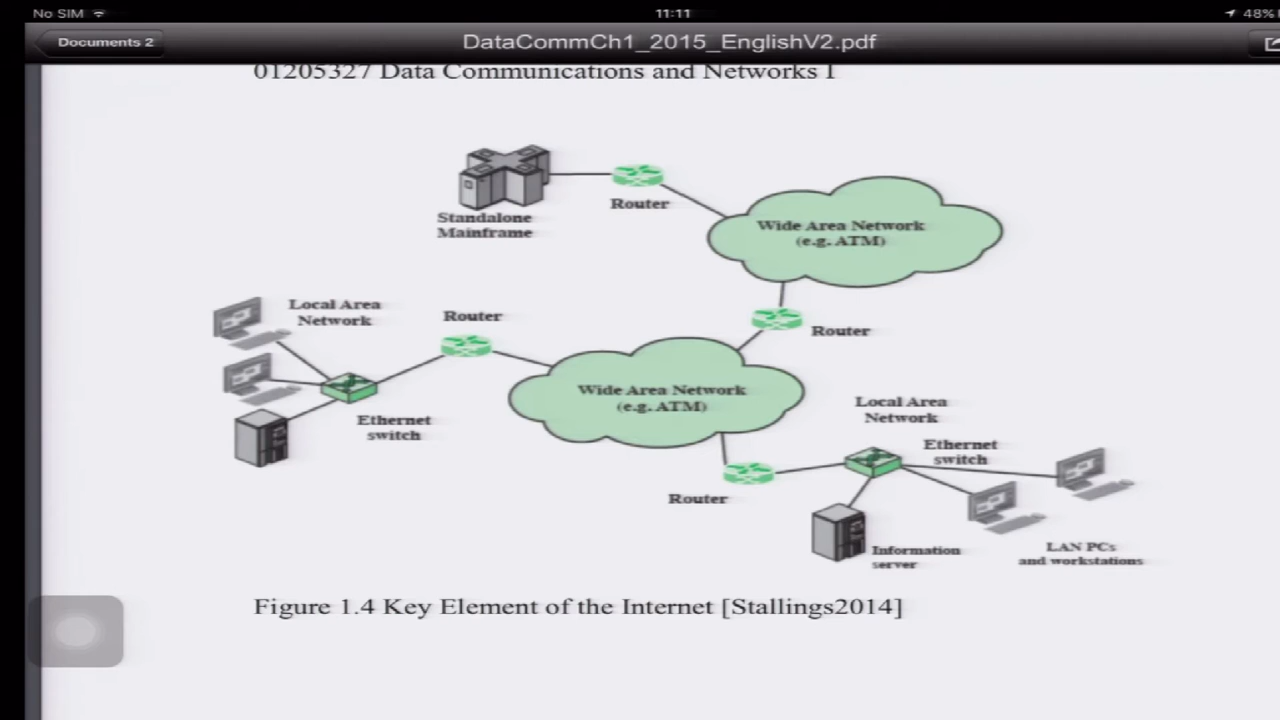 No SIM
11:11
48%
Documents 2
DataCommCh1_2015_EnglishV2.pdf
01205327 Data Communications and Networks I
Standalone
Mainframe
Router
Wide Area Network
(e.g. ATM)
Local Area
Network
Router
Router
Wide Area Network
(e.g. ATM)
Ethernet
switch
Local Area
Network
Ethernet
switch
Router
Information
server
LAN PCs
and workstations
Figure 1.4 Key Element of the Internet [Stallings2014]